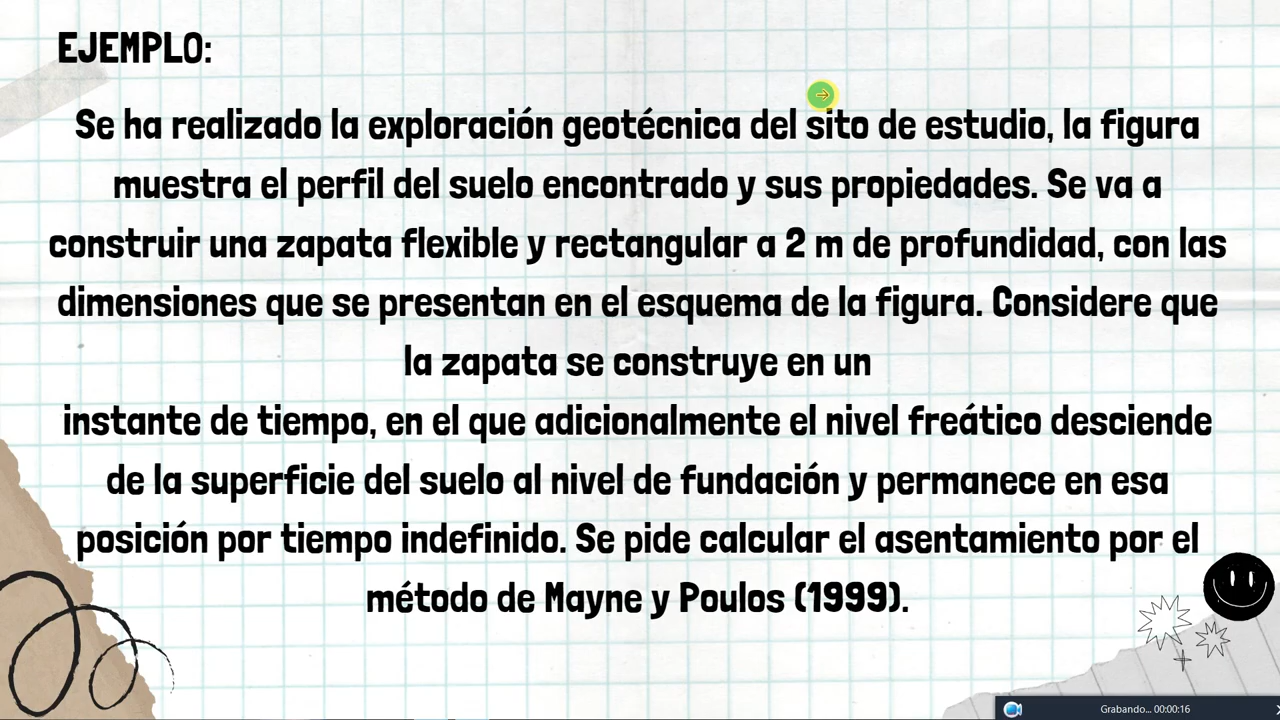 EJEMPLO:
Se ha realizado la exploración geotécnica del sito de estudio, la figura
muestra el perfil del suelo encontrado y sus propiedades. Se va a
construir una zapata flexible y rectangular a 2 m de profundidad, con las
dimensiones que se presentan en el esquema de la figura. Considere que
la zapata se construye en un
instante de tiempo, en el que adicionalmente el nivel freático desciende
de la superficie del suelo al nivel de fundación y permanece en esa
posición por tiempo indefinido. Se pide calcular el asentamiento por el
método de Mayne y Poulos (1999).
Grabando... 00:00:16